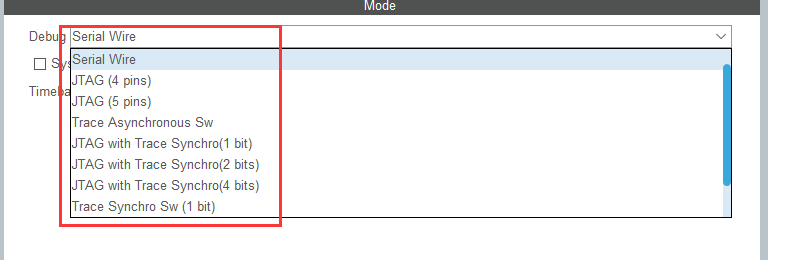 Mode
Debug Serial Wire
Serial Wire
JTAG (4 pins)
JTAG (5 pins)
Trace Asynchronous Sw
JTAG with Trace Synchro(1 bit)
JTAG with Trace Synchro(2 bits)
JTAG with Trace Synchro(4 bits)
Trace Synchro Sw (1 bit)